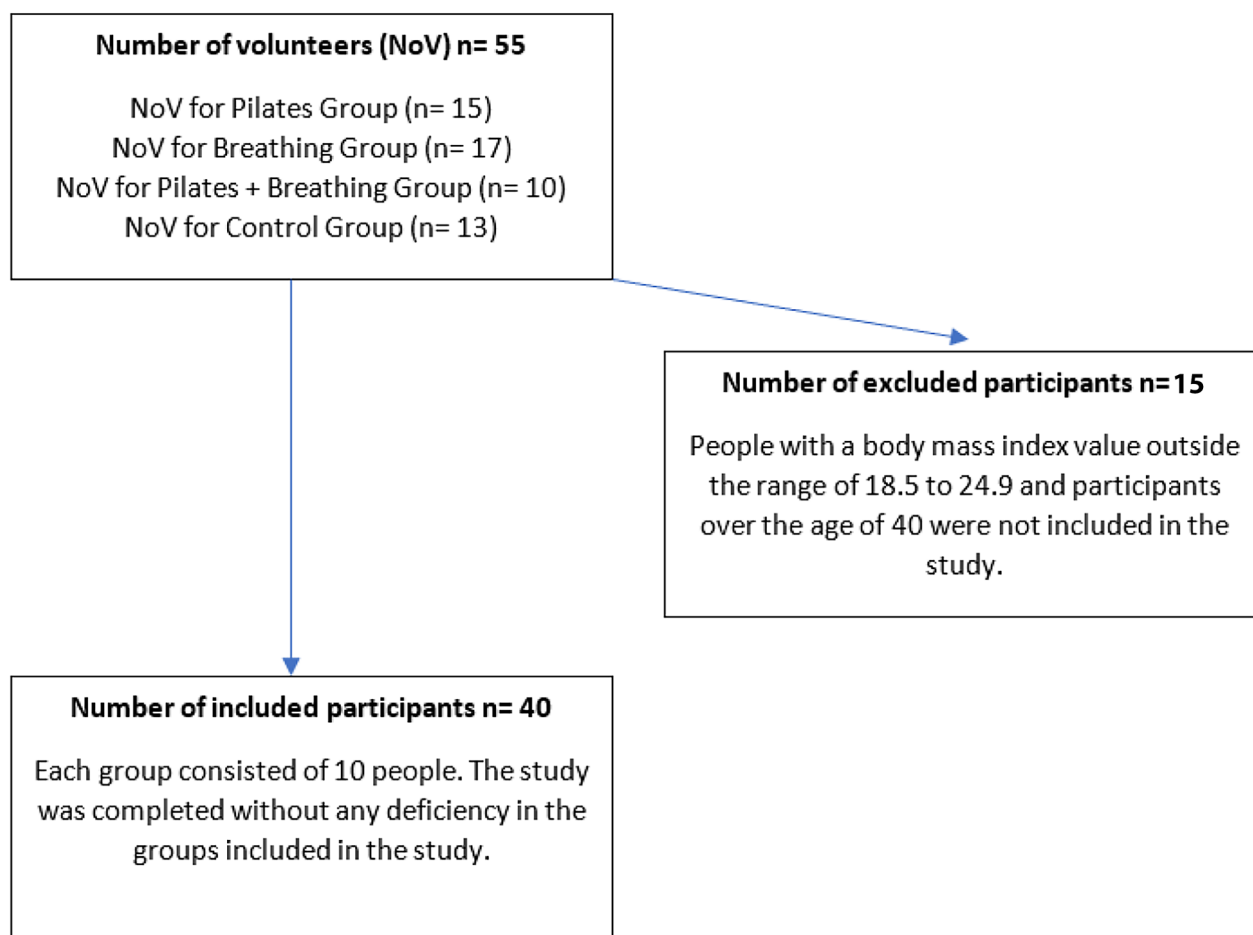 Number of volunteers (NoV) n= 55
NoV for Pilates Group (n= 15)
NoV for Breathing Group (n= 17)
NoV for Pilates + Breathing Group (n= 10)
NoV for Control Group (n= 13)
Number of excluded participants n=15
People with a body mass index value outside
the range of 18.5 to 24.9 and participants
over the age of 40 were not included in the
study.
Number of included participants n= 40
Each group consisted of 10 people. The study
was completed without any deficiency in the
groups included in the study.